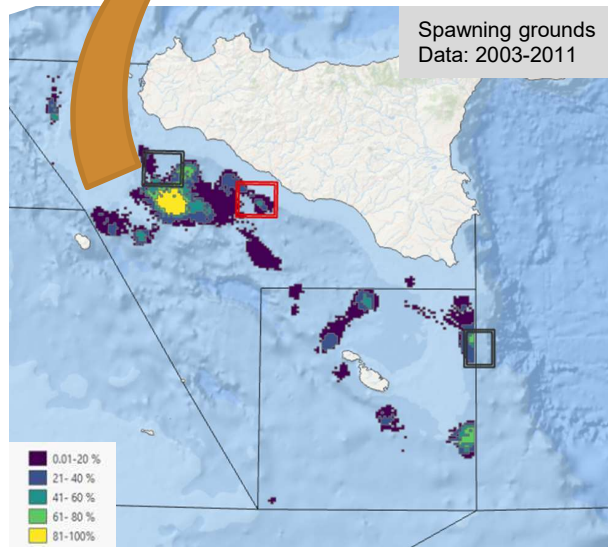 Spawning grounds
Data: 2003-2011
0.01-20 %
21- 40 %
41- 60 %
61- 80 %
81-100%